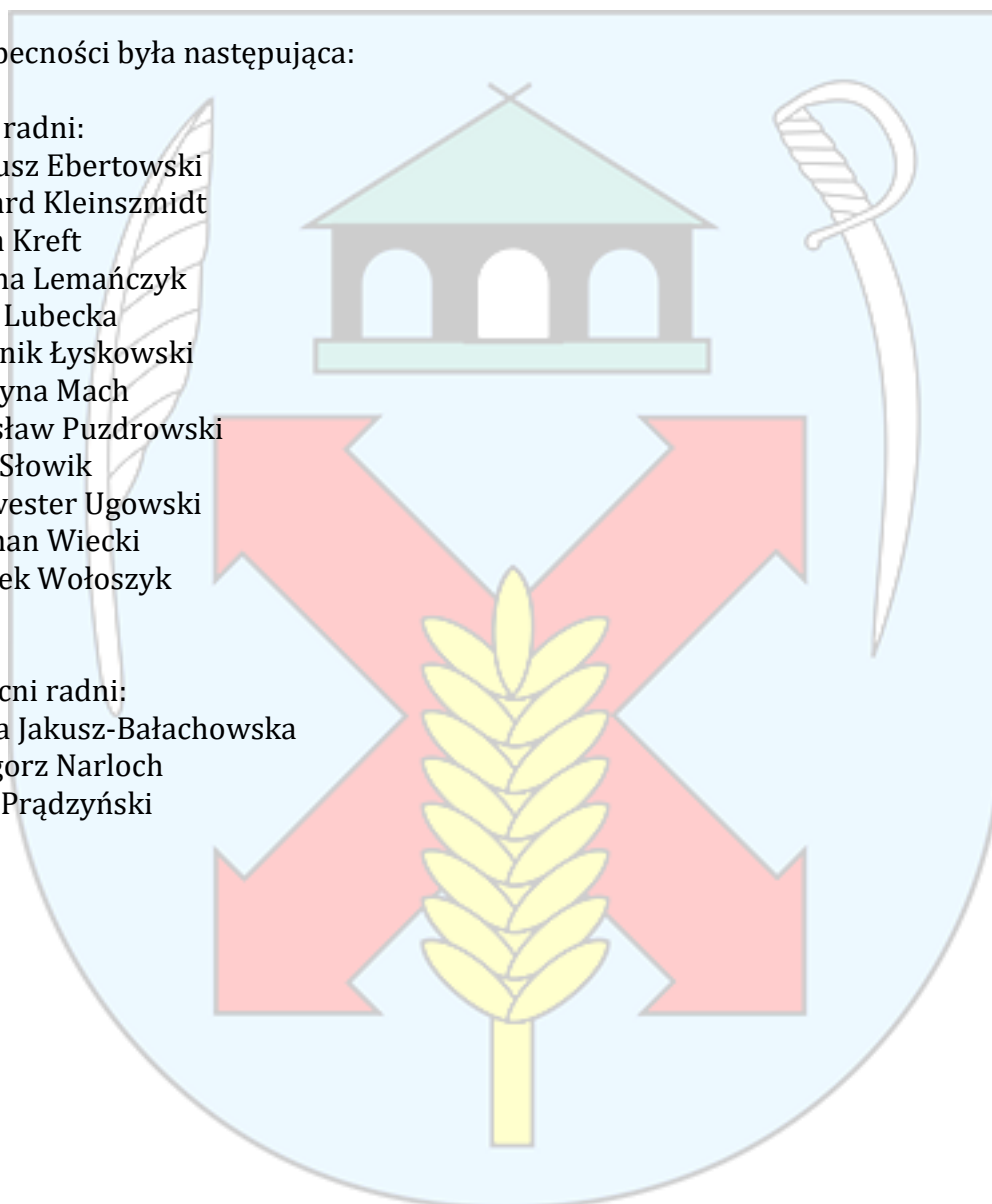 ecności była następująca:
radni:
usz Ebertowski
ard Kleinszmidt
Kreft
na Lemańczyk
Lubecka
nik Łyskowski
yna Mach
sław Puzdrowski
Słowik
vester Ugowski
nan Wiecki
ek Wołoszyk
cni radni:
a Jakusz-Bałachowska
gorz Narloch
Prądzyński